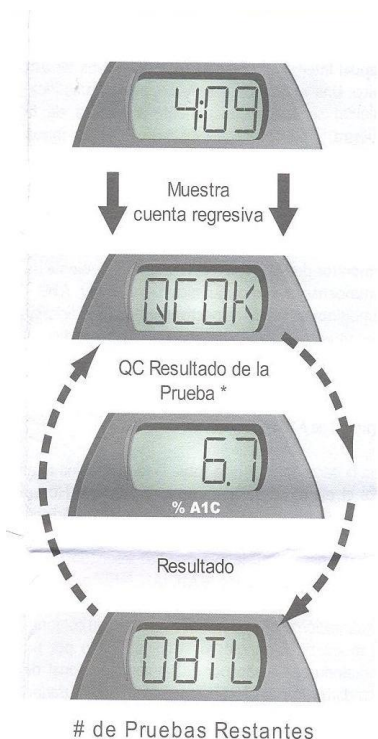 4:09
Muestra
cuenta regresiva
QCOK
QC Resultado de la
Prueba *
6.7
% A1C
Resultado
08TL
# de Pruebas Restantes